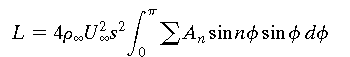 L = 4ρ∞U∞²s² ∫₀^π ∑Aₙ sin nϕ sin ϕ dϕ